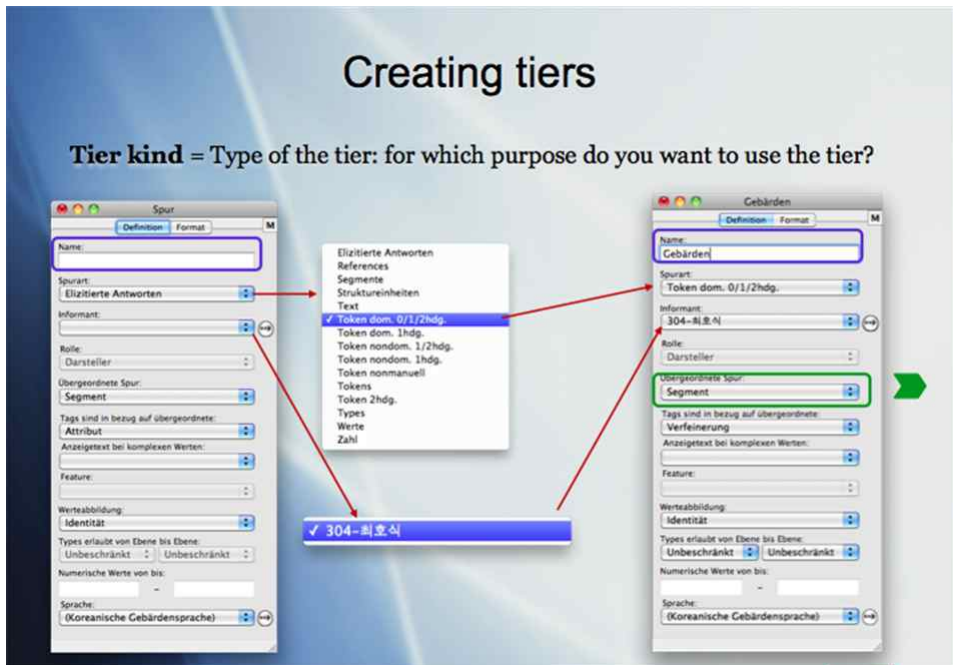 Creating tiers
Tier kind = Type of the tier: for which purpose do you want to use the tier?
Spur
Definition Format M
Name:
Spurart:
Elizitierte Antworten
Informant:
Rolle:
Darsteller
Übergeordnete Spur:
Segment
Tags sind in bezug auf übergeordnete:
Attribut
Anzeigetext bei komplexen Werten:
Feature:
Werteabbildung:
Identität
Types erlaubt von Ebene bis Ebene:
Unbeschränkt Unbeschränkt
Numerische Werte von bis:
–
Sprache:
(Koreanische Gebärdensprache)
Elizitierte Antworten
References
Segmente
Struktureinheiten
Text
✓ Token dom. 0/1/2hdg.
Token dom. 1hdg.
Token nondom. 1/2hdg.
Token nondom. 1hdg.
Token nonmanuell
Tokens
Token 2hdg.
Types
Werte
Zahl
✓ 304-최호식
Gebärden
Definition Format M
Name:
Gebärden
Spurart:
Token dom. 0/1/2hdg.
Informant:
304-최호식
Rolle:
Darsteller
Übergeordnete Spur:
Segment
Tags sind in bezug auf übergeordnete:
Verfeinerung
Anzeigetext bei komplexen Werten:
Feature:
Werteabbildung:
Identität
Types erlaubt von Ebene bis Ebene:
Unbeschränkt Unbeschränkt
Numerische Werte von bis:
–
Sprache:
(Koreanische Gebärdensprache)